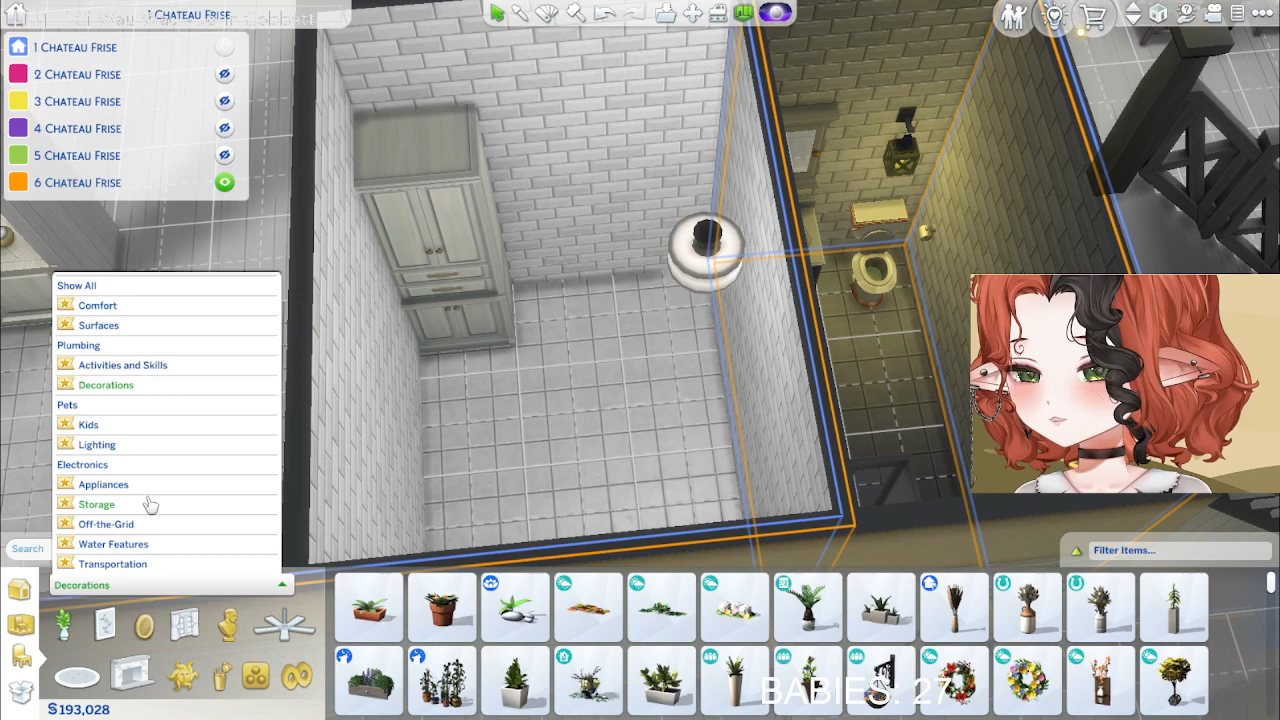 1 CHATEAU FRISE
1 CHATEAU FRISE
2 CHATEAU FRISE
3 CHATEAU FRISE
4 CHATEAU FRISE
5 CHATEAU FRISE
6 CHATEAU FRISE
Show All
Comfort
Surfaces
Plumbing
Activities and Skills
Decorations
Pets
Kids
Lighting
Electronics
Appliances
Storage
Off-the-Grid
Water Features
Transportation
Search
Decorations
Filter Items...
BABIES: 27
§193,028